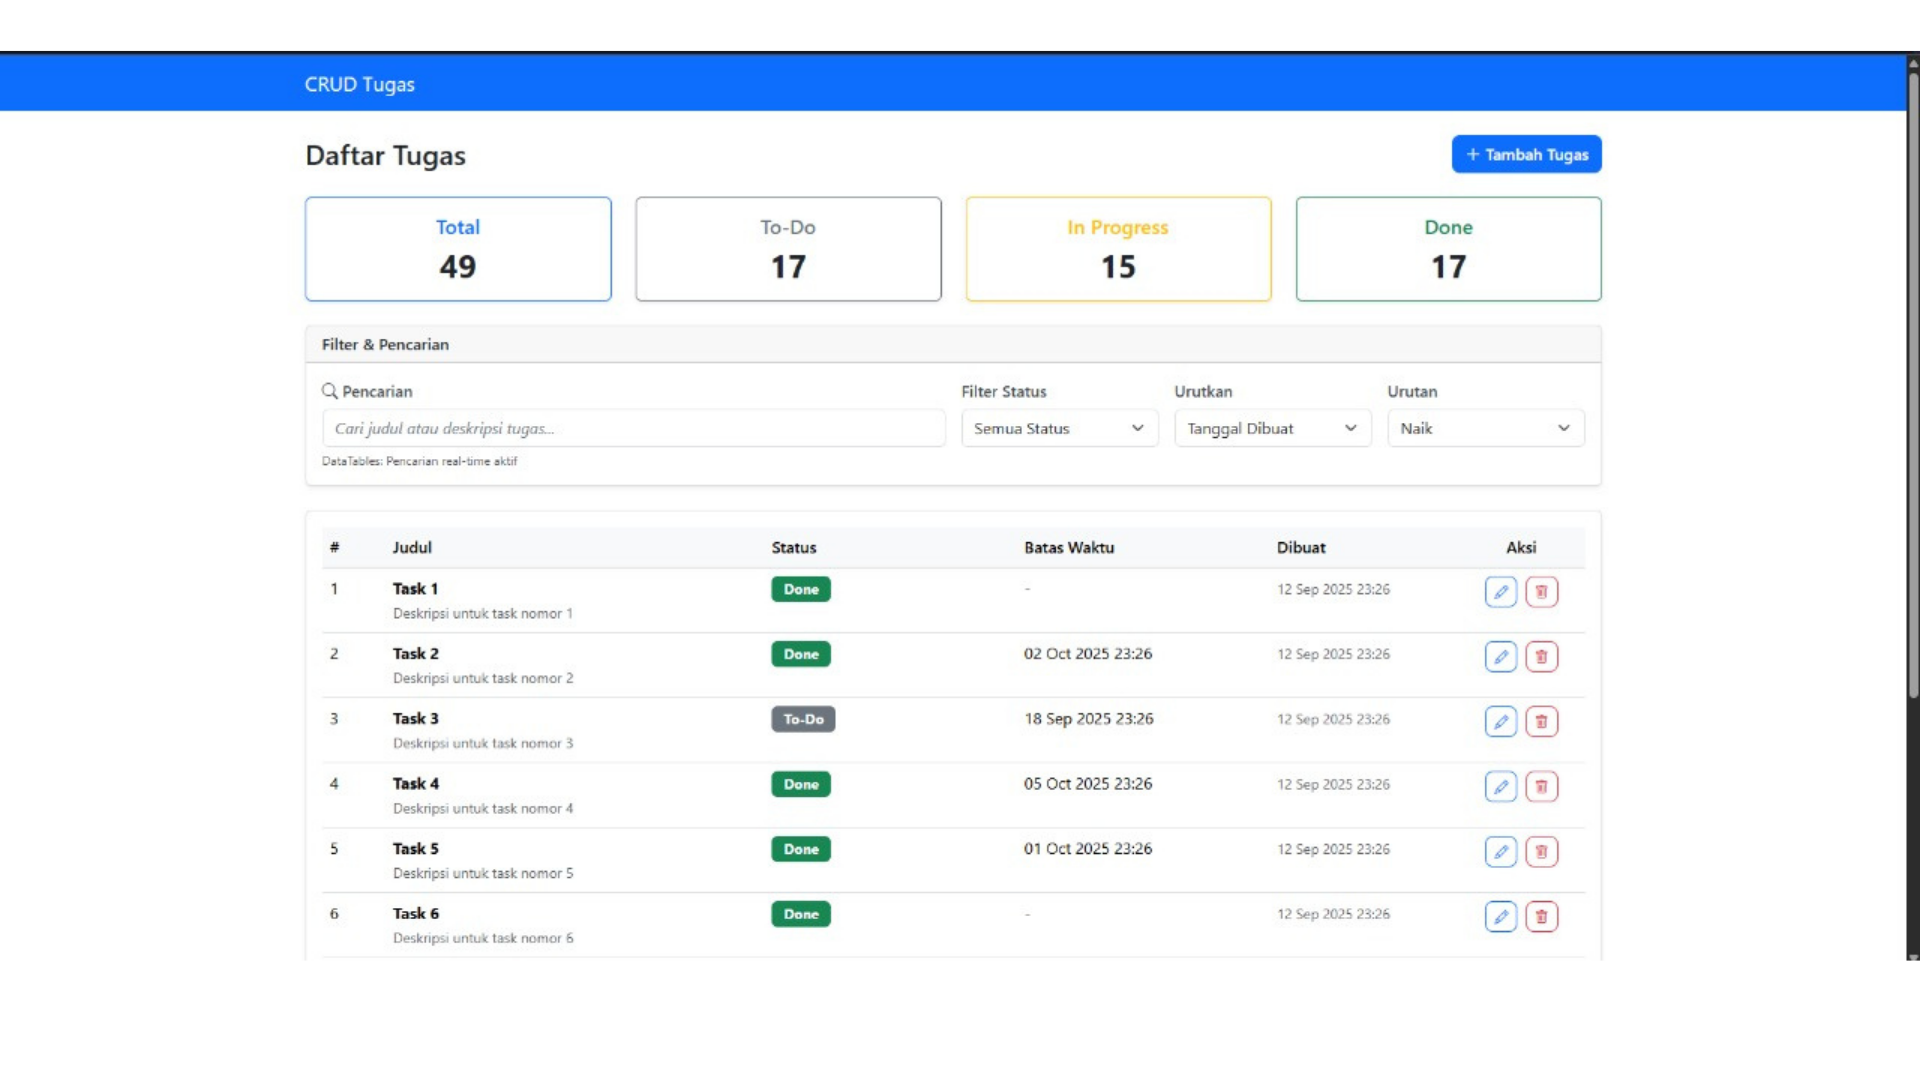 CRUD Tugas
Daftar Tugas
+ Tambah Tugas
Total
49
To-Do
17
In Progress
15
Done
17
Filter & Pencarian
Pencarian
Cari judul atau deskripsi tugas...
DataTables: Pencarian real-time aktif
Filter Status
Semua Status
Urutkan
Tanggal Dibuat
Urutan
Naik
# Judul Status Batas Waktu Dibuat Aksi
1 Task 1 Done - 12 Sep 2025 23:26
Deskripsi untuk task nomor 1
2 Task 2 Done 02 Oct 2025 23:26 12 Sep 2025 23:26
Deskripsi untuk task nomor 2
3 Task 3 To-Do 18 Sep 2025 23:26 12 Sep 2025 23:26
Deskripsi untuk task nomor 3
4 Task 4 Done 05 Oct 2025 23:26 12 Sep 2025 23:26
Deskripsi untuk task nomor 4
5 Task 5 Done 01 Oct 2025 23:26 12 Sep 2025 23:26
Deskripsi untuk task nomor 5
6 Task 6 Done - 12 Sep 2025 23:26
Deskripsi untuk task nomor 6